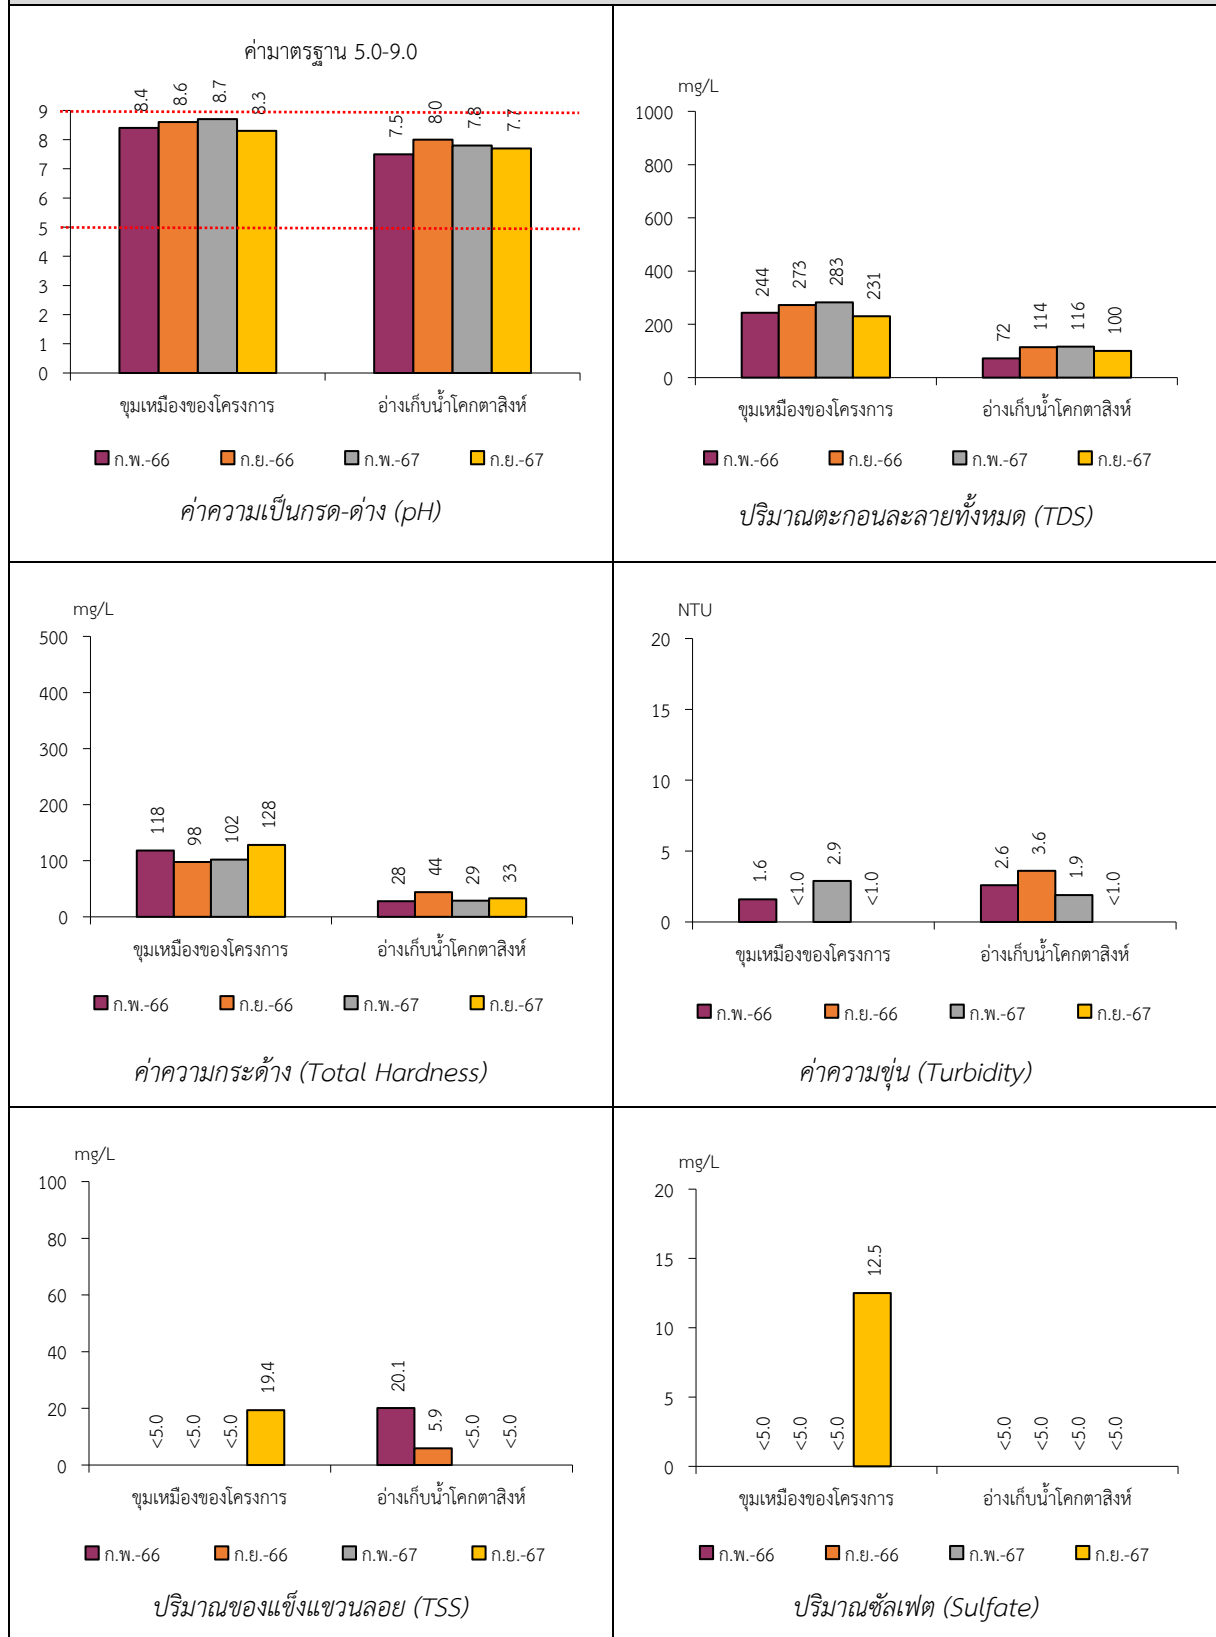 ค่ามาตรฐาน 5.0-9.0
8.4 8.6 8.7 8.3 7.5 8.0 7.8 7.7
9
8
7
6
5
4
3
2
1
0
ขุมเหมืองของโครงการ อ่างเก็บน้ำโคกตาสิงห์
ก.พ.-66 ก.ย.-66 ก.พ.-67 ก.ย.-67
ค่าความเป็นกรด-ด่าง (pH)
mg/L
1000
800
600
400
200
0
244 273 283 231 72 114 116 100
ขุมเหมืองของโครงการ อ่างเก็บน้ำโคกตาสิงห์
ก.พ.-66 ก.ย.-66 ก.พ.-67 ก.ย.-67
ปริมาณตะกอนละลายทั้งหมด (TDS)
mg/L
500
400
300
200
100
0
118 98 102 128 28 44 29 33
ขุมเหมืองของโครงการ อ่างเก็บน้ำโคกตาสิงห์
ก.พ.-66 ก.ย.-66 ก.พ.-67 ก.ย.-67
ค่าความกระด้าง (Total Hardness)
NTU
20
15
10
5
0
1.6 <1.0 2.9 <1.0 2.6 3.6 1.9 <1.0
ขุมเหมืองของโครงการ อ่างเก็บน้ำโคกตาสิงห์
ก.พ.-66 ก.ย.-66 ก.พ.-67 ก.ย.-67
ค่าความขุ่น (Turbidity)
mg/L
100
80
60
40
20
0
<5.0 <5.0 <5.0 19.4 20.1 5.9 <5.0 <5.0
ขุมเหมืองของโครงการ อ่างเก็บน้ำโคกตาสิงห์
ก.พ.-66 ก.ย.-66 ก.พ.-67 ก.ย.-67
ปริมาณของแข็งแขวนลอย (TSS)
mg/L
20
15
10
5
0
<5.0 <5.0 <5.0 12.5 <5.0 <5.0 <5.0 <5.0
ขุมเหมืองของโครงการ อ่างเก็บน้ำโคกตาสิงห์
ก.พ.-66 ก.ย.-66 ก.พ.-67 ก.ย.-67
ปริมาณซัลเฟต (Sulfate)